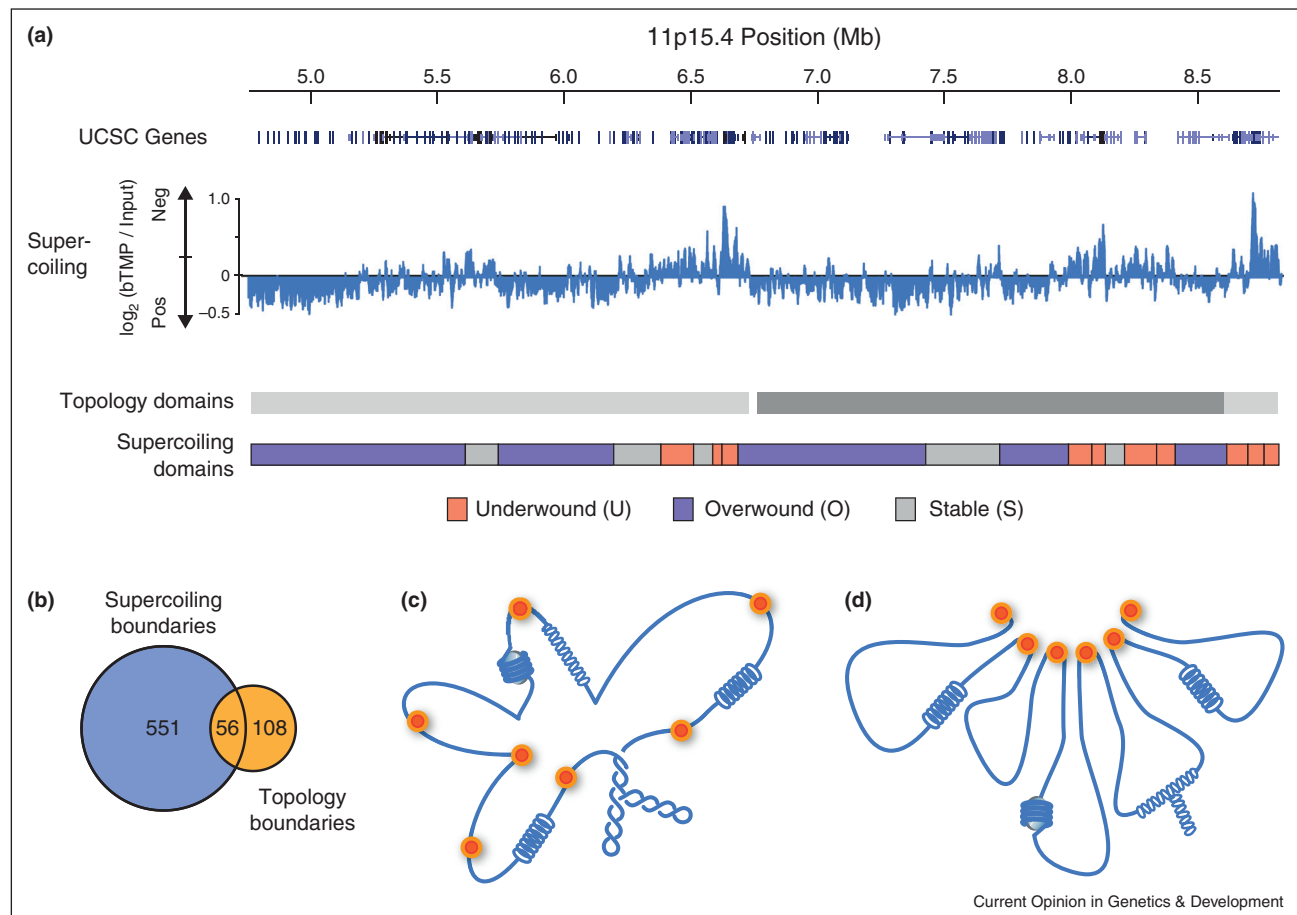 (a)
11p15.4 Position (Mb)
5.0 5.5 6.0 6.5 7.0 7.5 8.0 8.5
UCSC Genes
Super-
coiling
log2 (bTMP / Input)
Neg
Pos
1.0
0
−0.5
Topology domains
Supercoiling
domains
Underwound (U) Overwound (O) Stable (S)
(b)
Supercoiling
boundaries
551 56 108
Topology
boundaries
(c)
(d)
Current Opinion in Genetics & Development